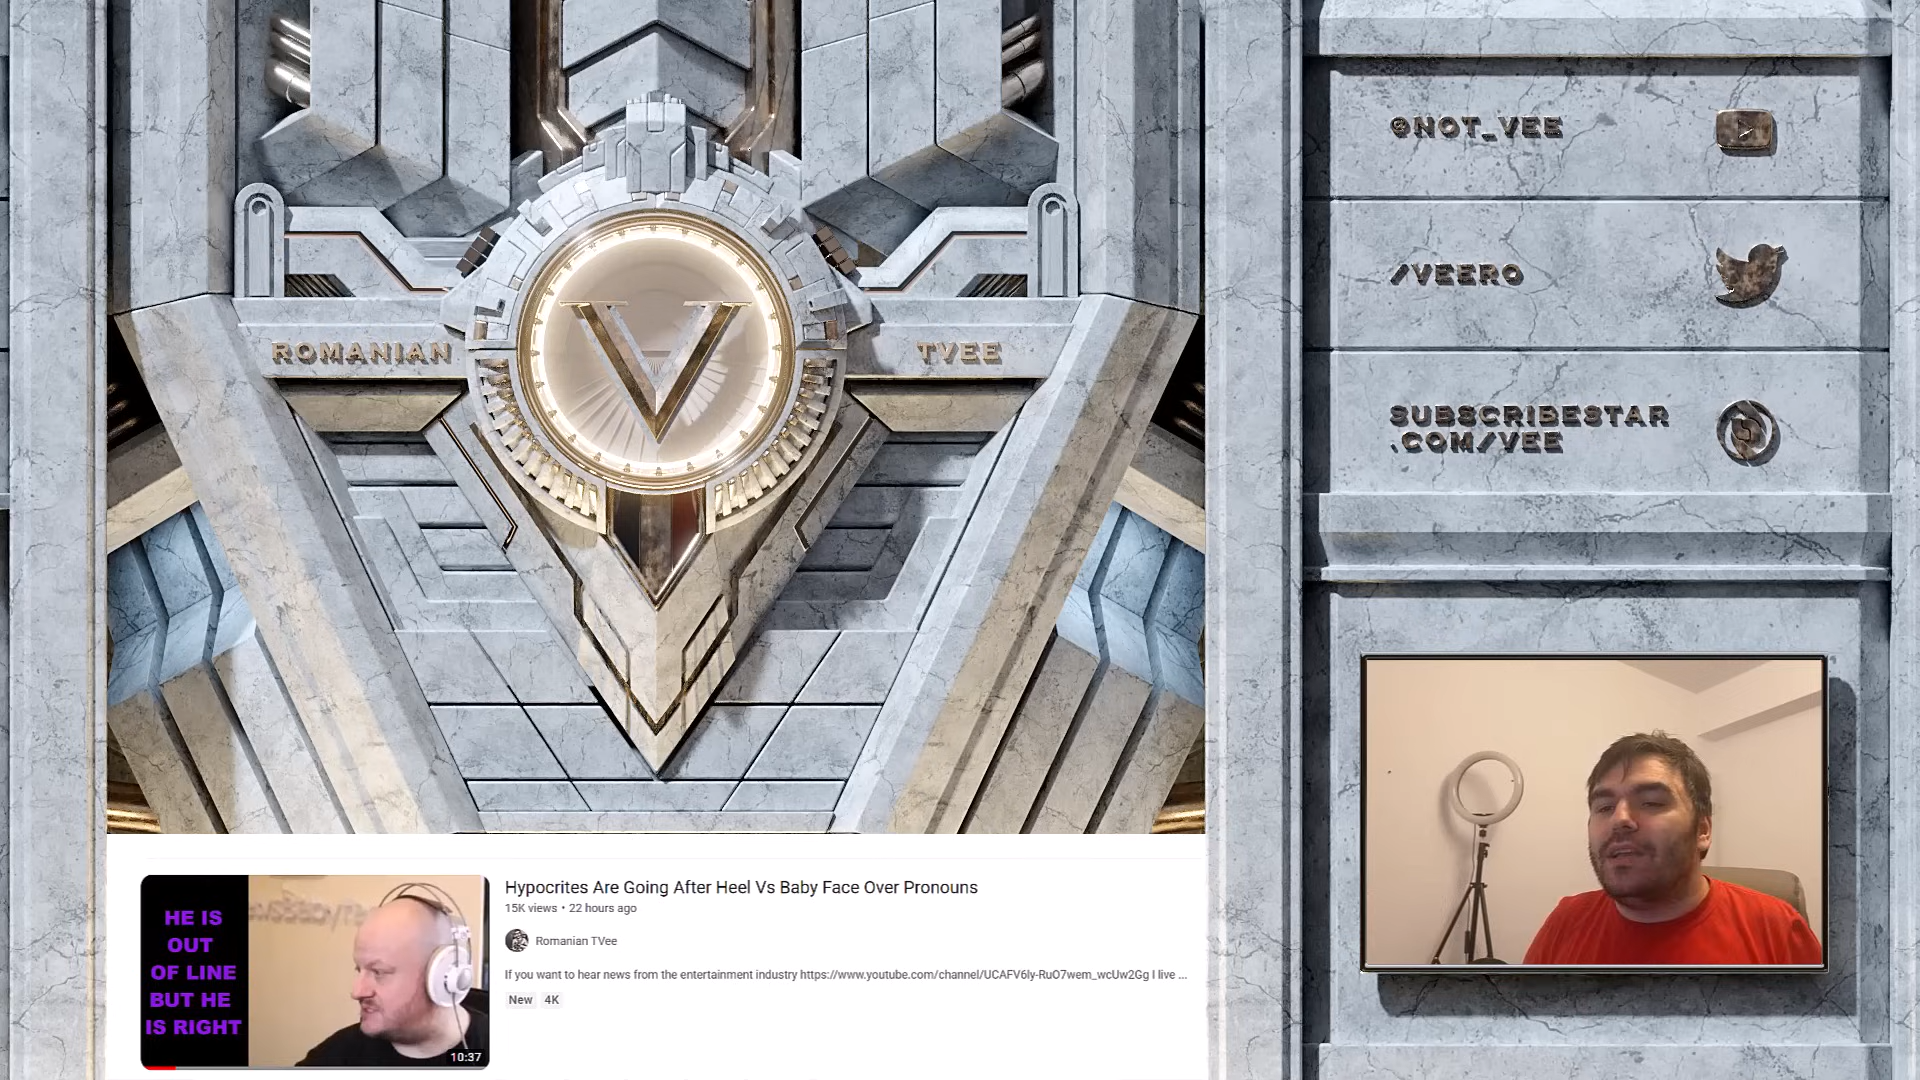 @NOT_VEE
/VEERO
ROMANIAN
TVEE
V
SUBSCRIBESTAR
.COM/VEE
HE IS
OUT
OF LINE
BUT HE
IS RIGHT
10:37
Hypocrites Are Going After Heel Vs Baby Face Over Pronouns
15K views • 22 hours ago
Romanian TVee
If you want to hear news from the entertainment industry https://www.youtube.com/channel/UCAFV6ly-RuO7wem_wcUw2Gg I live ...
New 4K